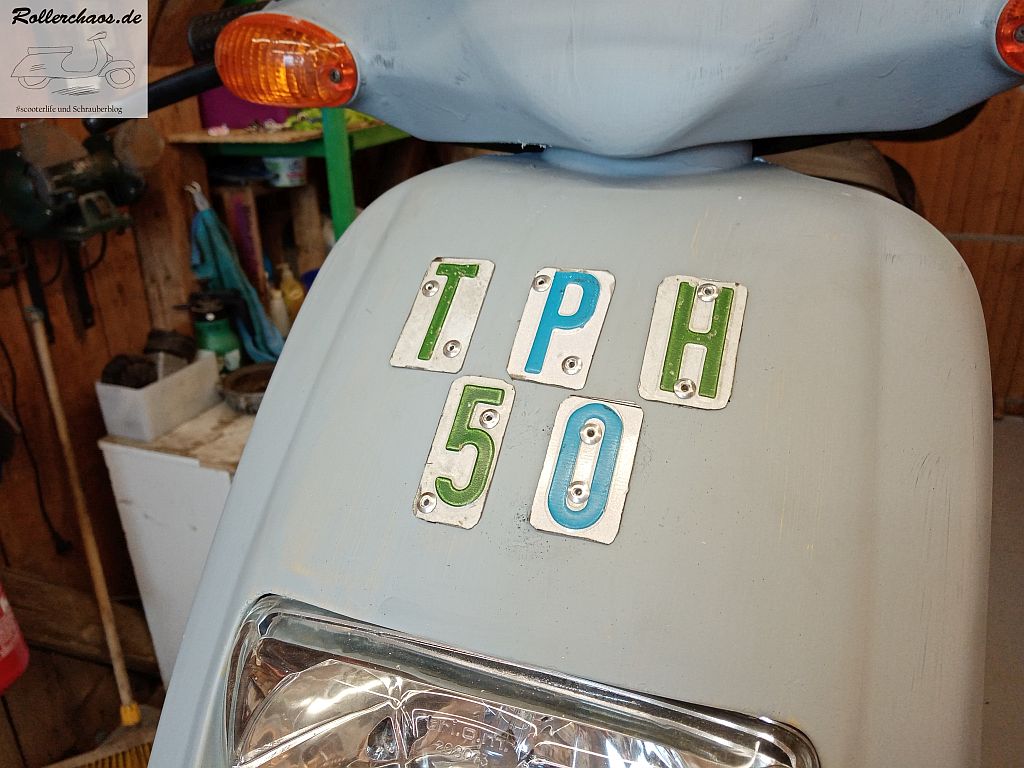 Rollerchaos.de
#scooterlife und Schrauberblog
TPH
50